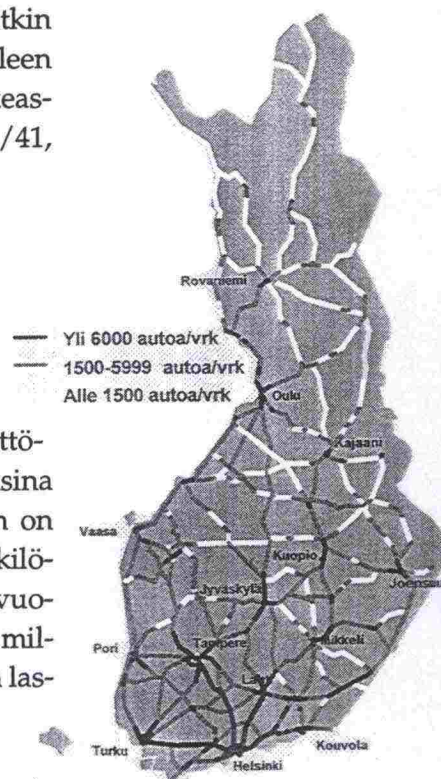 tkin
leen
keas-
/41,
Rovaniemi
Yli 6000 autoa/vrk
1500-5999 autoa/vrk
Alle 1500 autoa/vrk
Oulu
Kajaani
ttö-
sina
n on
kilö-
vuo-
mil-
las-
Vaasa
Kuopio
Joensuu
Jyväskylä
Pori
Tampere
Mikkeli
Lahti
Turku
Helsinki
Kouvola